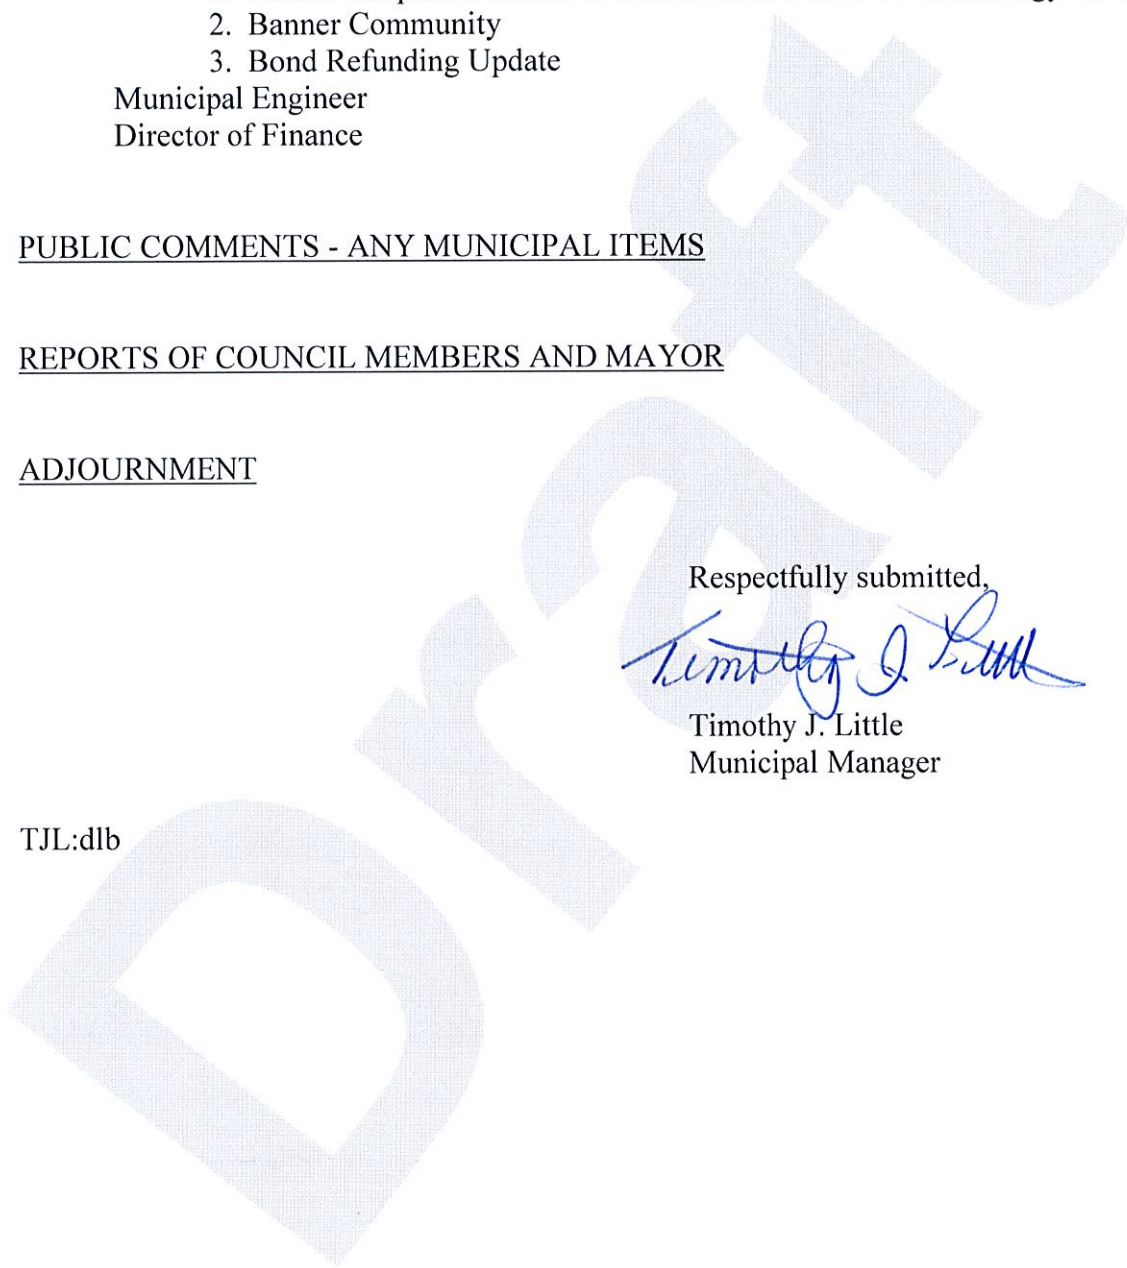 2. Banner Community
3. Bond Refunding Update
Municipal Engineer
Director of Finance
PUBLIC COMMENTS - ANY MUNICIPAL ITEMS
REPORTS OF COUNCIL MEMBERS AND MAYOR
ADJOURNMENT
Respectfully submitted,
Timothy J Little
Timothy J. Little
Municipal Manager
TJL:dlb
Draft